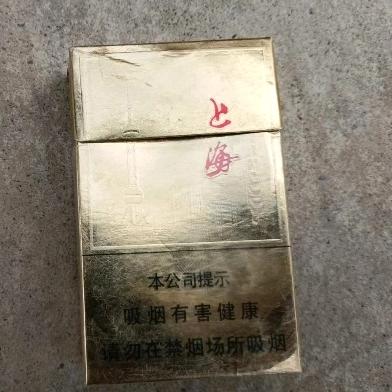 上
海
本公司提示
吸烟有害健康
请勿在禁烟场所吸烟